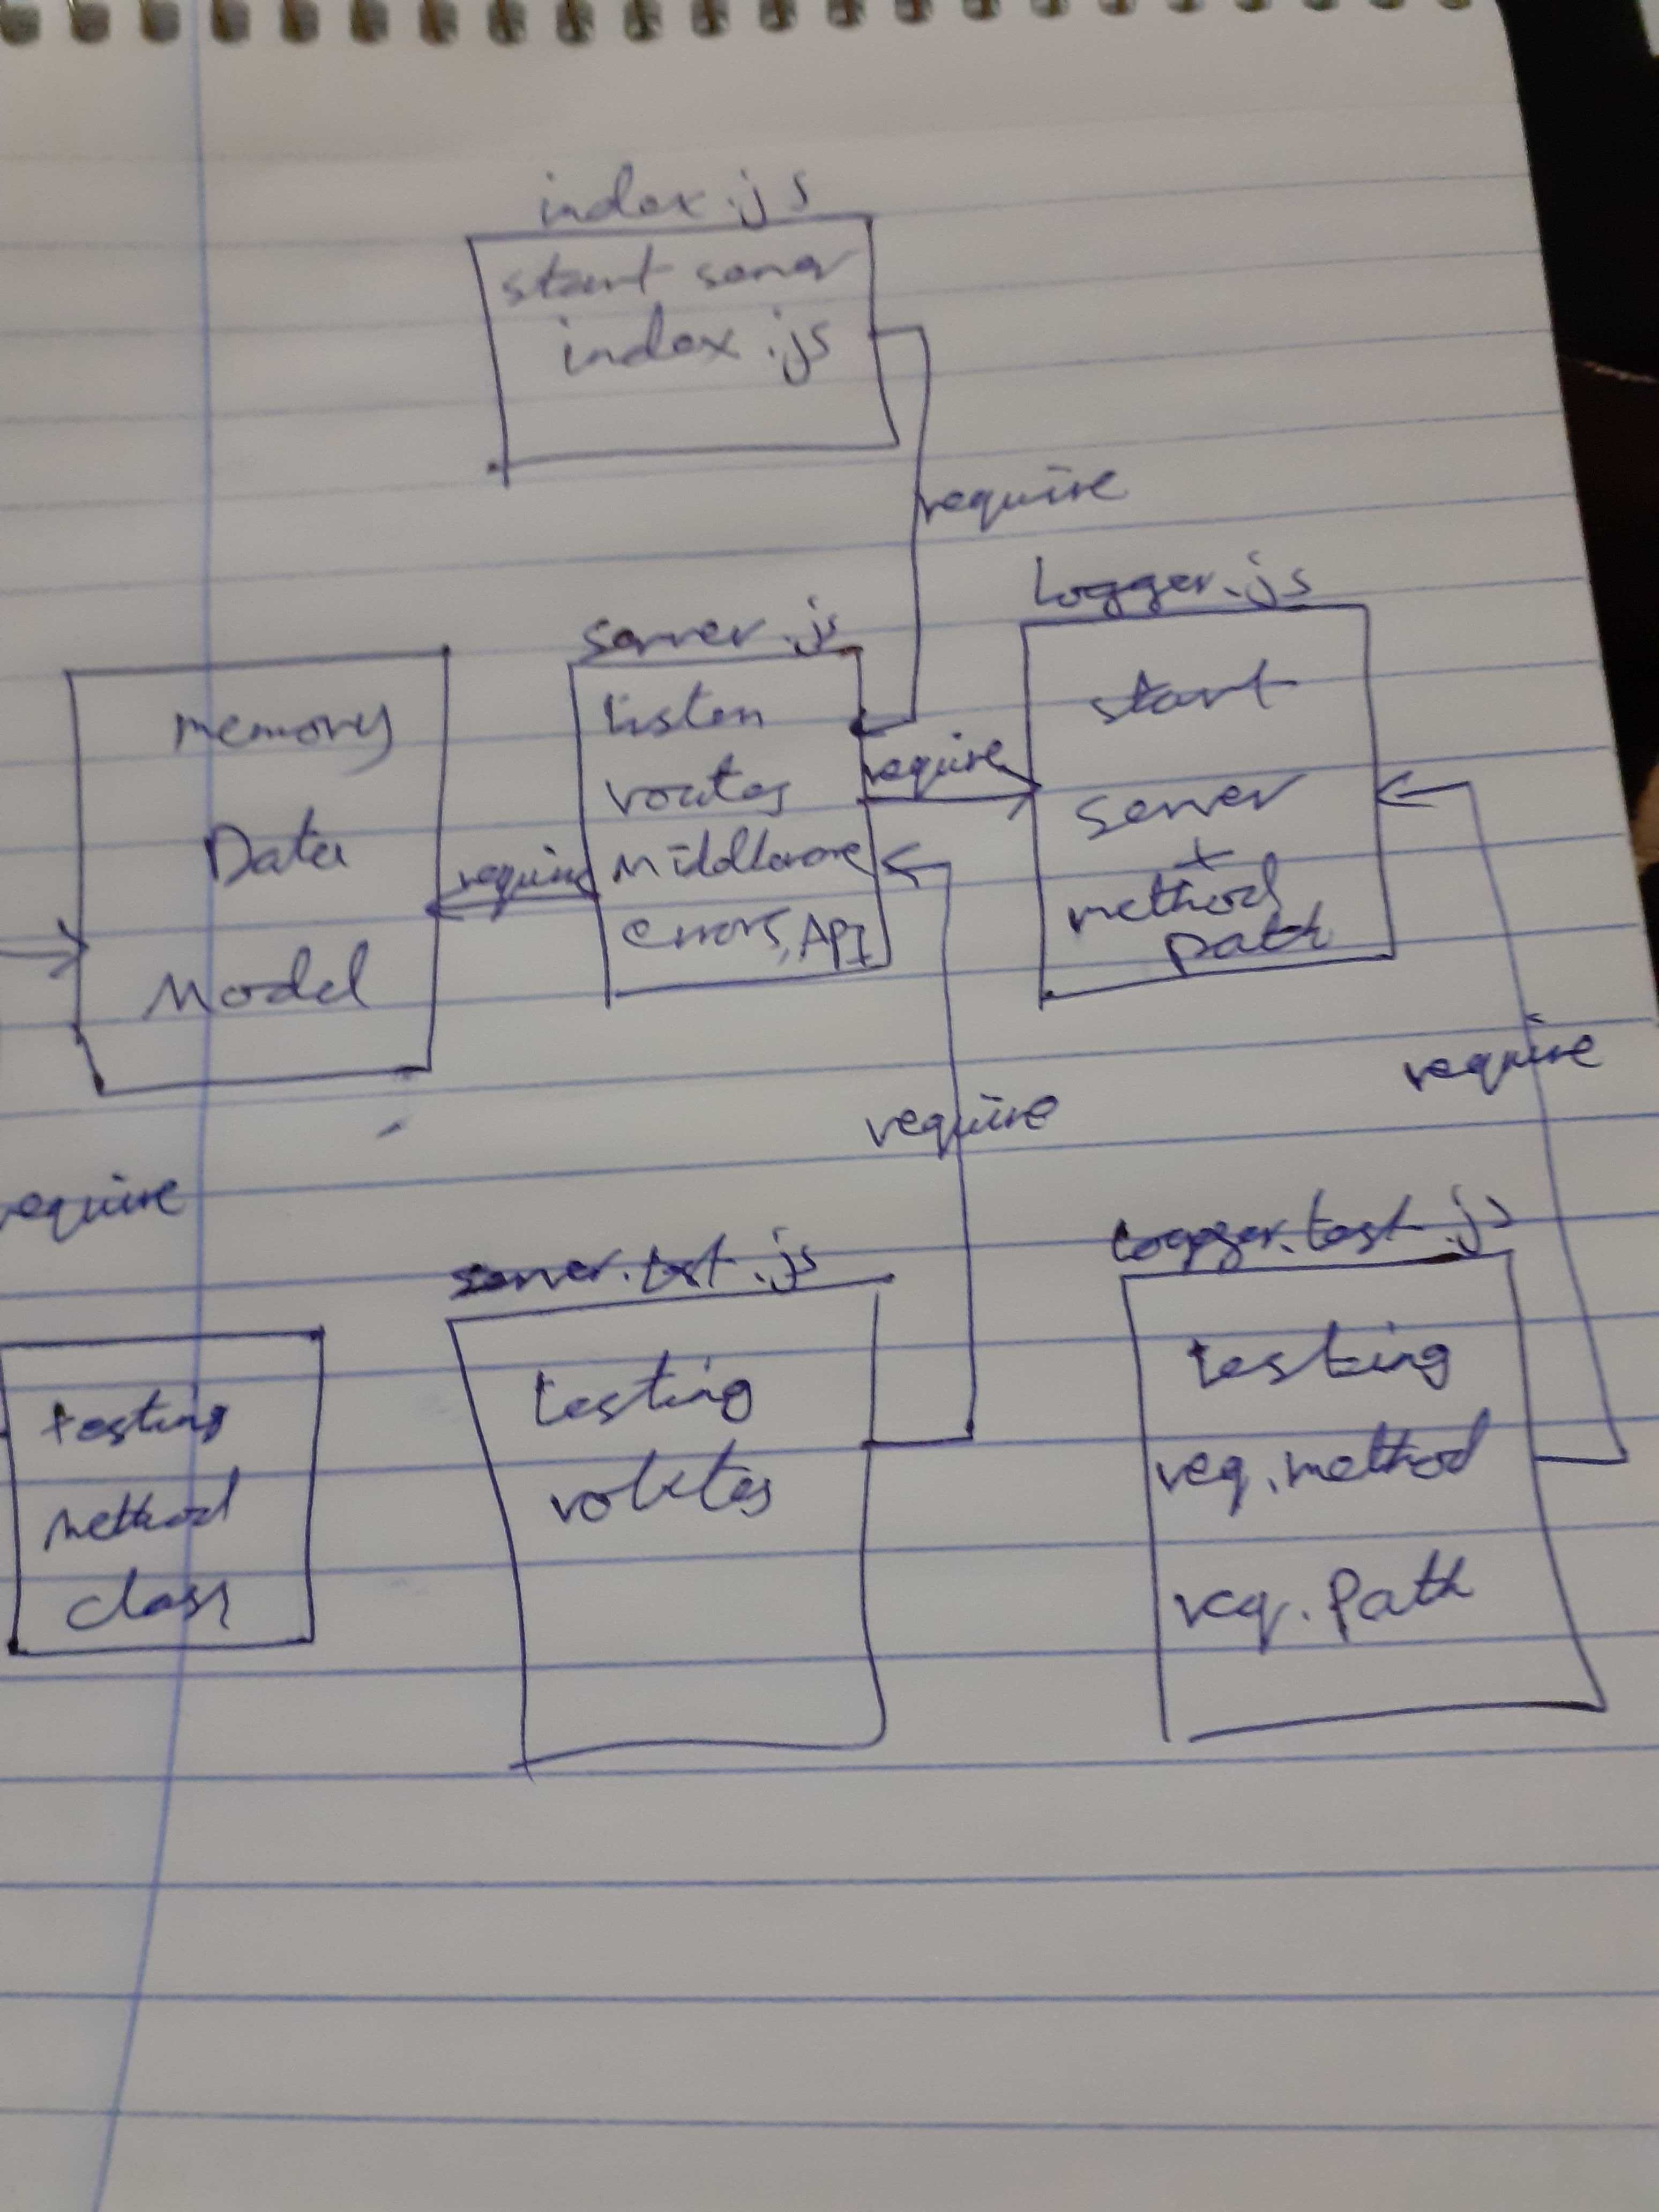 index.js
start server
index.js
require
Logger.js
start
server
+
method
path
server.js
listen
routes
Middleware
errors, API
require
require
memory
Data
Model
require
require
require
testing
method
class
server.test.js
testing
routes
logger.test.js
testing
req.method
req.path